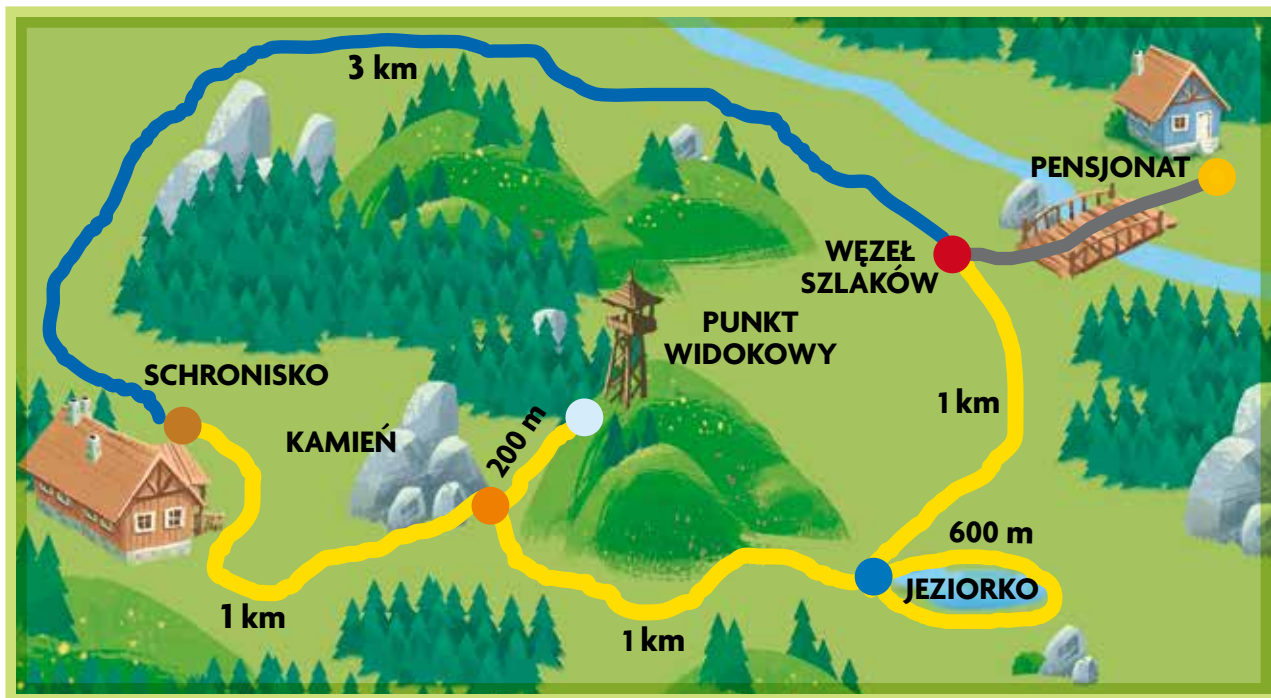 3 km
PENSJONAT
WĘZEŁ
SZLAKÓW
PUNKT
WIDOKOWY
SCHRONISKO
1 km
KAMIEŃ
200 m
600 m
JEZIORKO
1 km
1 km